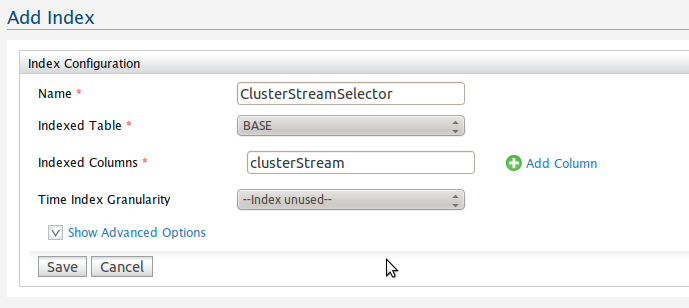 Add Index
Index Configuration
Name * ClusterStreamSelector
Indexed Table * BASE
Indexed Columns * clusterStream Add Column
Time Index Granularity --Index unused--
Show Advanced Options
Save Cancel